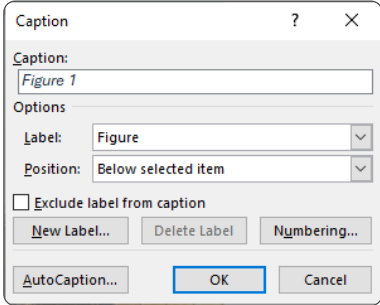 Caption ?
Caption:
Figure 1
Options
Label: Figure
Position: Below selected item
Exclude label from caption
New Label... Delete Label Numbering...
AutoCaption... OK Cancel